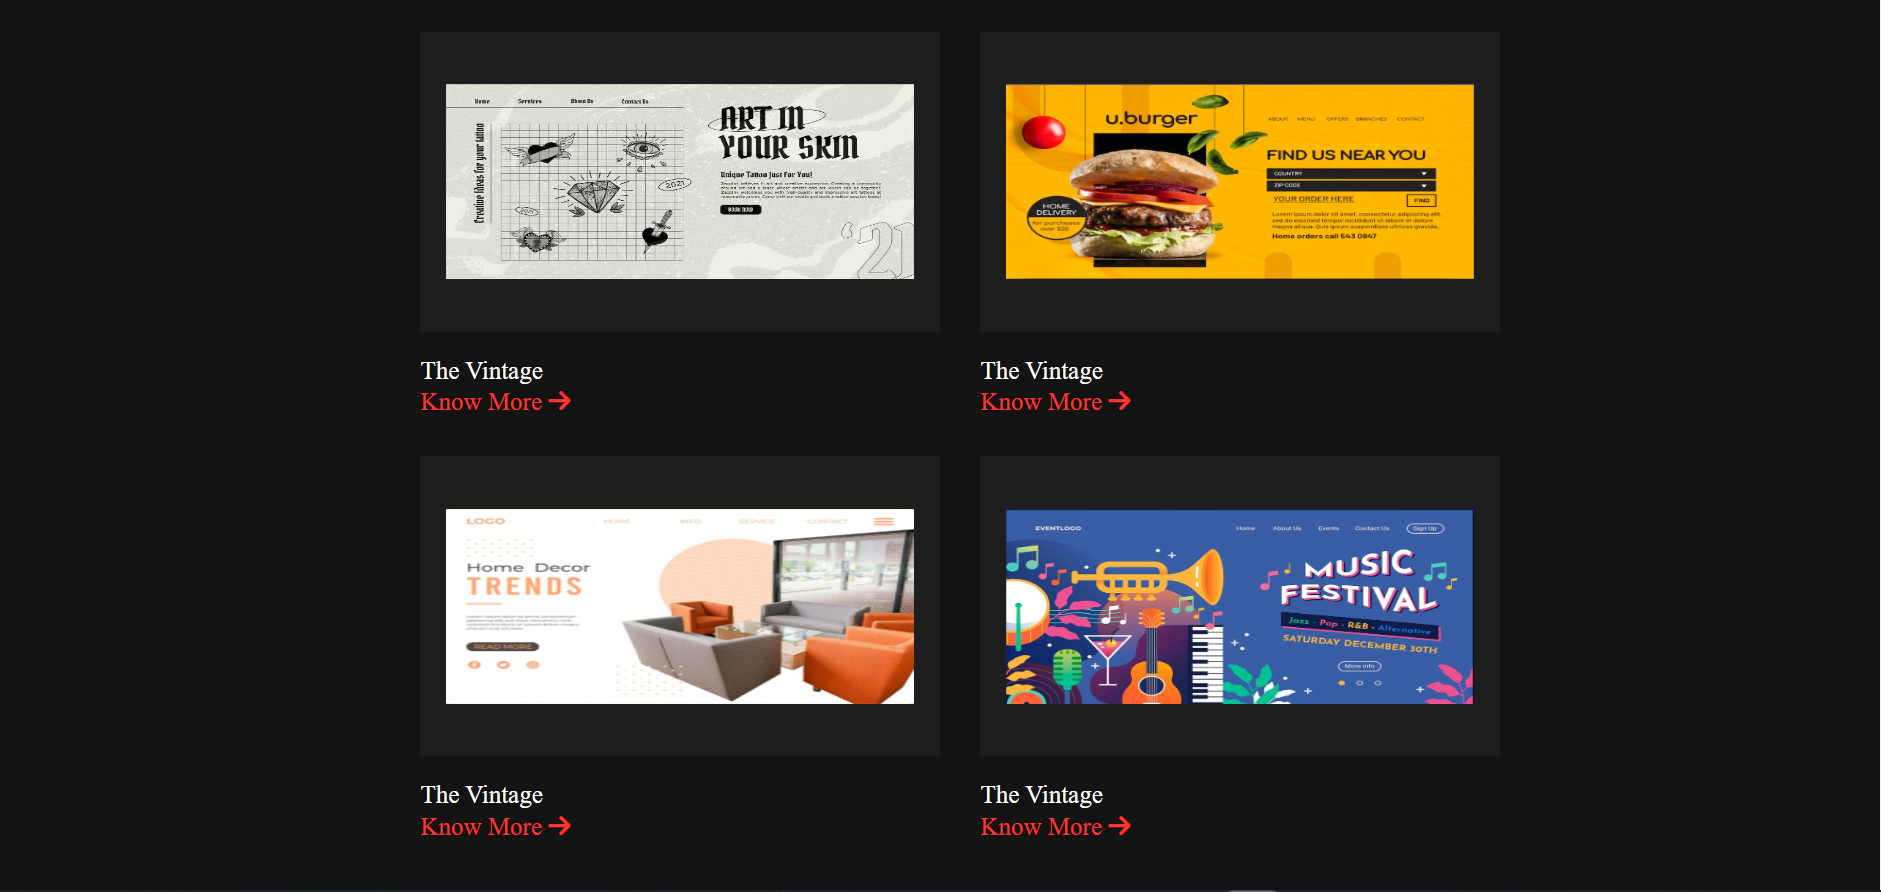 Home Services About Us Contact Us
Creative Ideas for your tattoo
2021
2021
ART IN
YOUR SKIN
Unique Tattoo Just For You!
BOOK NOW
'21
u.burger
ABOUT MENU OFFERS BRANCHES CONTACT
FIND US NEAR YOU
COUNTRY
ZIP CODE
YOUR ORDER HERE
FIND
HOME
DELIVERY
for purchases
over $20
Lorem ipsum dolor sit amet, consectetur adipiscing elit,
sed do eiusmod tempor incididunt ut labore et dolore
magna aliqua. Quis ipsum suspendisse ultrices gravida.
Home orders call 543 0847
The Vintage
Know More
The Vintage
Know More
LOGO HOME INFO SERVICE CONTACT
Home Decor
TRENDS
READ MORE
EVENTLOGO Home About Us Events Contact Us Sign Up
MUSIC
FESTIVAL
Jazz - Pop - R&B - Alternative
SATURDAY DECEMBER 30TH
More info
The Vintage
Know More
The Vintage
Know More